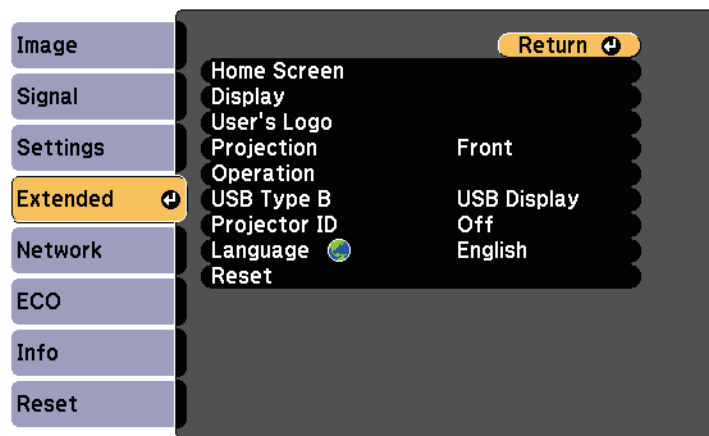 Image
Signal
Settings
Extended
Network
ECO
Info
Reset
Return
Home Screen
Display
User's Logo
Projection Front
Operation
USB Type B USB Display
Projector ID Off
Language English
Reset